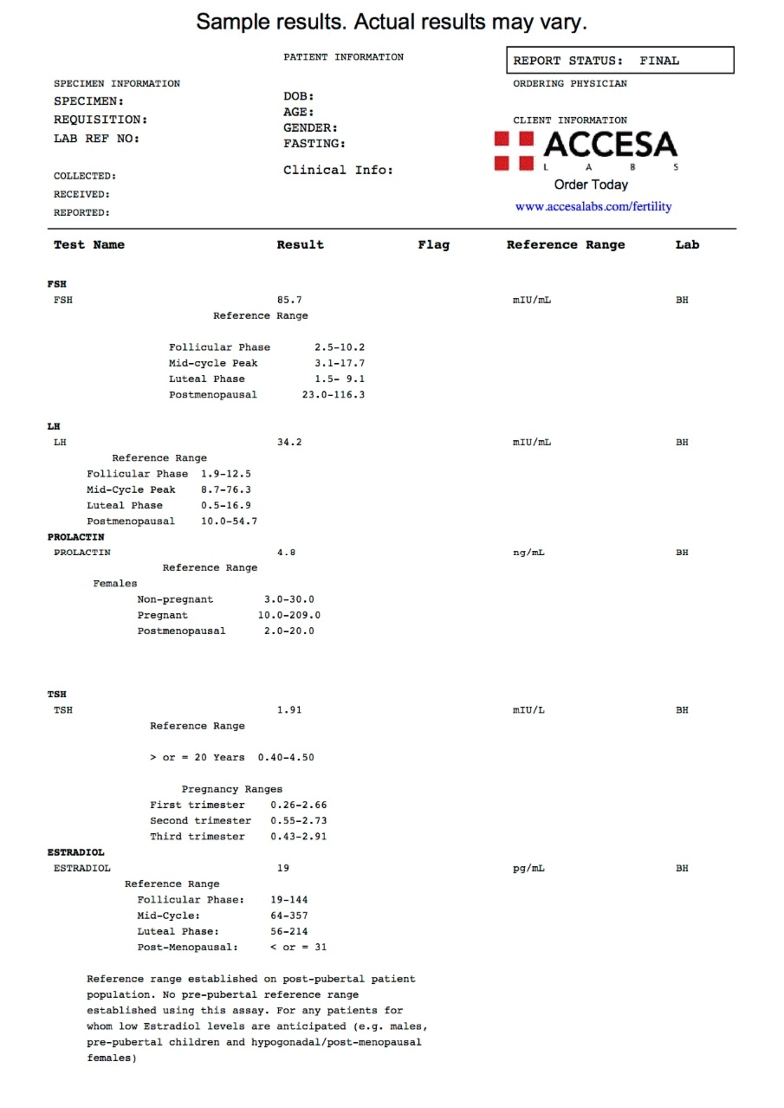 Sample results. Actual results may vary.
PATIENT INFORMATION
REPORT STATUS: FINAL
SPECIMEN INFORMATION
ORDERING PHYSICIAN
SPECIMEN:
DOB:
REQUISITION:
AGE:
CLIENT INFORMATION
LAB REF NO:
GENDER:
FASTING:
ACCESA
LABS
Clinical Info:
COLLECTED:
Order Today
RECEIVED:
www.accesalabs.com/fertility
REPORTED:
Test Name Result Flag Reference Range Lab
FSH
FSH 85.7 mIU/mL BH
Reference Range
Follicular Phase 2.5-10.2
Mid-cycle Peak 3.1-17.7
Luteal Phase 1.5- 9.1
Postmenopausal 23.0-116.3
LH
LH 34.2 mIU/mL BH
Reference Range
Follicular Phase 1.9-12.5
Mid-Cycle Peak 8.7-76.3
Luteal Phase 0.5-16.9
Postmenopausal 10.0-54.7
PROLACTIN
PROLACTIN 4.8 ng/mL BH
Reference Range
Females
Non-pregnant 3.0-30.0
Pregnant 10.0-209.0
Postmenopausal 2.0-20.0
TSH
TSH 1.91 mIU/L BH
Reference Range
> or = 20 Years 0.40-4.50
Pregnancy Ranges
First trimester 0.26-2.66
Second trimester 0.55-2.73
Third trimester 0.43-2.91
ESTRADIOL
ESTRADIOL 19 pg/mL BH
Reference Range
Follicular Phase: 19-144
Mid-Cycle: 64-357
Luteal Phase: 56-214
Post-Menopausal: < or = 31
Reference range established on post-pubertal patient
population. No pre-pubertal reference range
established using this assay. For any patients for
whom low Estradiol levels are anticipated (e.g. males,
pre-pubertal children and hypogonadal/post-menopausal
females)